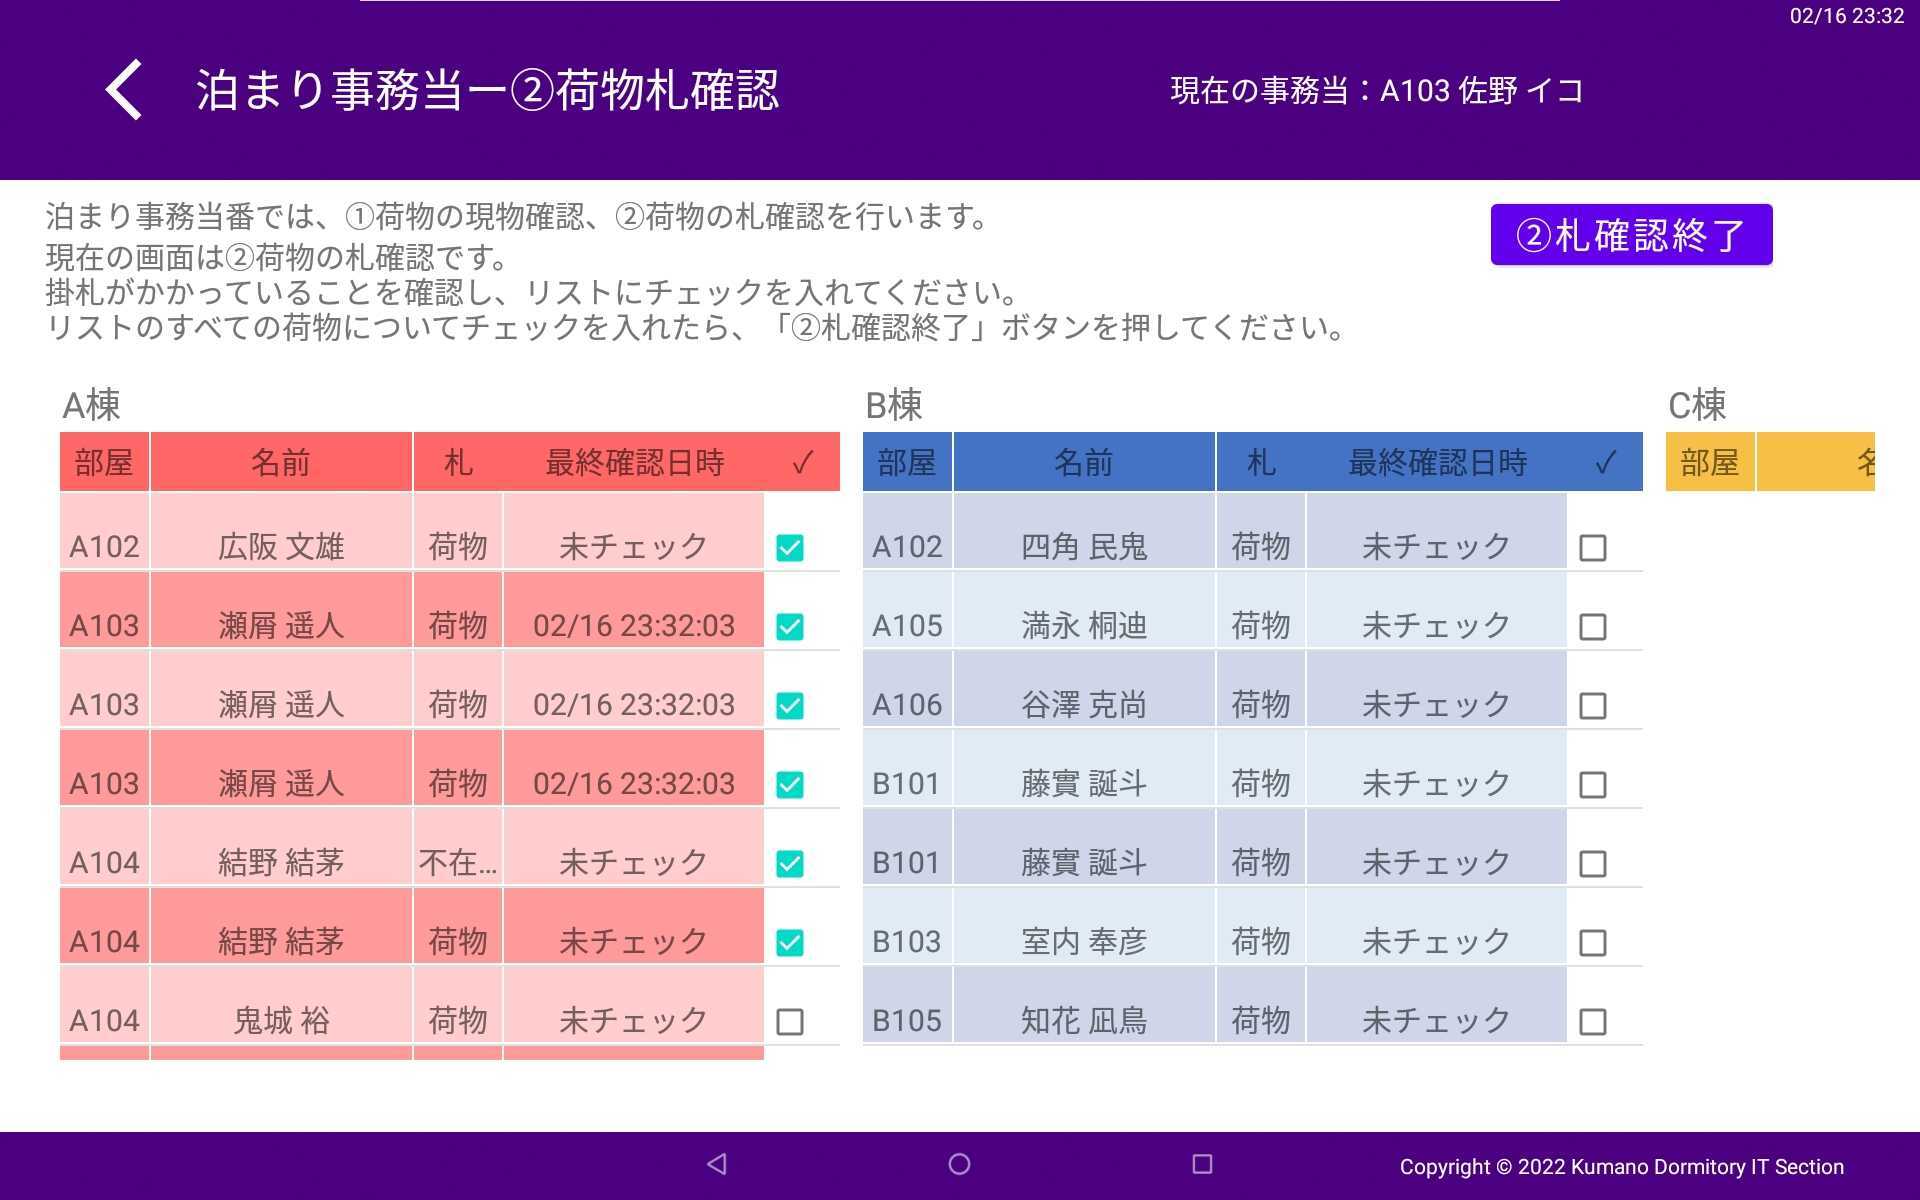 02/16 23:32
泊まり事務当ー②荷物札確認
現在の事務当：A103 佐野 イコ
泊まり事務当番では、①荷物の現物確認、②荷物の札確認を行います。
現在の画面は②荷物の札確認です。
掛札がかかっていることを確認し、リストにチェックを入れてください。
リストのすべての荷物についてチェックを入れたら、「②札確認終了」ボタンを押してください。
②札確認終了
A棟
部屋 名前 札 最終確認日時 ✓
A102 広阪 文雄 荷物 未チェック
A103 瀬屑 遥人 荷物 02/16 23:32:03
A103 瀬屑 遥人 荷物 02/16 23:32:03
A103 瀬屑 遥人 荷物 02/16 23:32:03
A104 結野 結茅 不在... 未チェック
A104 結野 結茅 荷物 未チェック
A104 鬼城 裕 荷物 未チェック
B棟
部屋 名前 札 最終確認日時 ✓
A102 四角 民鬼 荷物 未チェック
A105 満永 桐迪 荷物 未チェック
A106 谷澤 克尚 荷物 未チェック
B101 藤實 誕斗 荷物 未チェック
B101 藤實 誕斗 荷物 未チェック
B103 室内 奉彦 荷物 未チェック
B105 知花 凪鳥 荷物 未チェック
C棟
部屋 名
Copyright © 2022 Kumano Dormitory IT Section